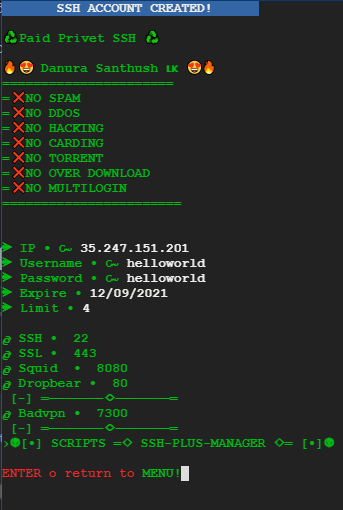 SSH ACCOUNT CREATED!
♻Paid Privet SSH ♻
🔥🤩 Danura Santhush ʟᴋ 🤩🔥
======================
=❌NO SPAM
=❌NO DDOS
=❌NO HACKING
=❌NO CARDING
=❌NO TORRENT
=❌NO OVER DOWNLOAD
=❌NO MULTILOGIN
=======================
➤ IP • 35.247.151.201
➤ Username • helloworld
➤ Password • helloworld
➤ Expire • 12/09/2021
➤ Limit • 4
@ SSH • 22
@ SSL • 443
@ Squid • 8080
@ Dropbear • 80
[-] ═───────◇───────═
@ Badvpn • 7300
[-] ═───────◇───────═
›●[•] SCRIPTS =◇ SSH-PLUS-MANAGER ◇= [•]●
ENTER o return to MENU!